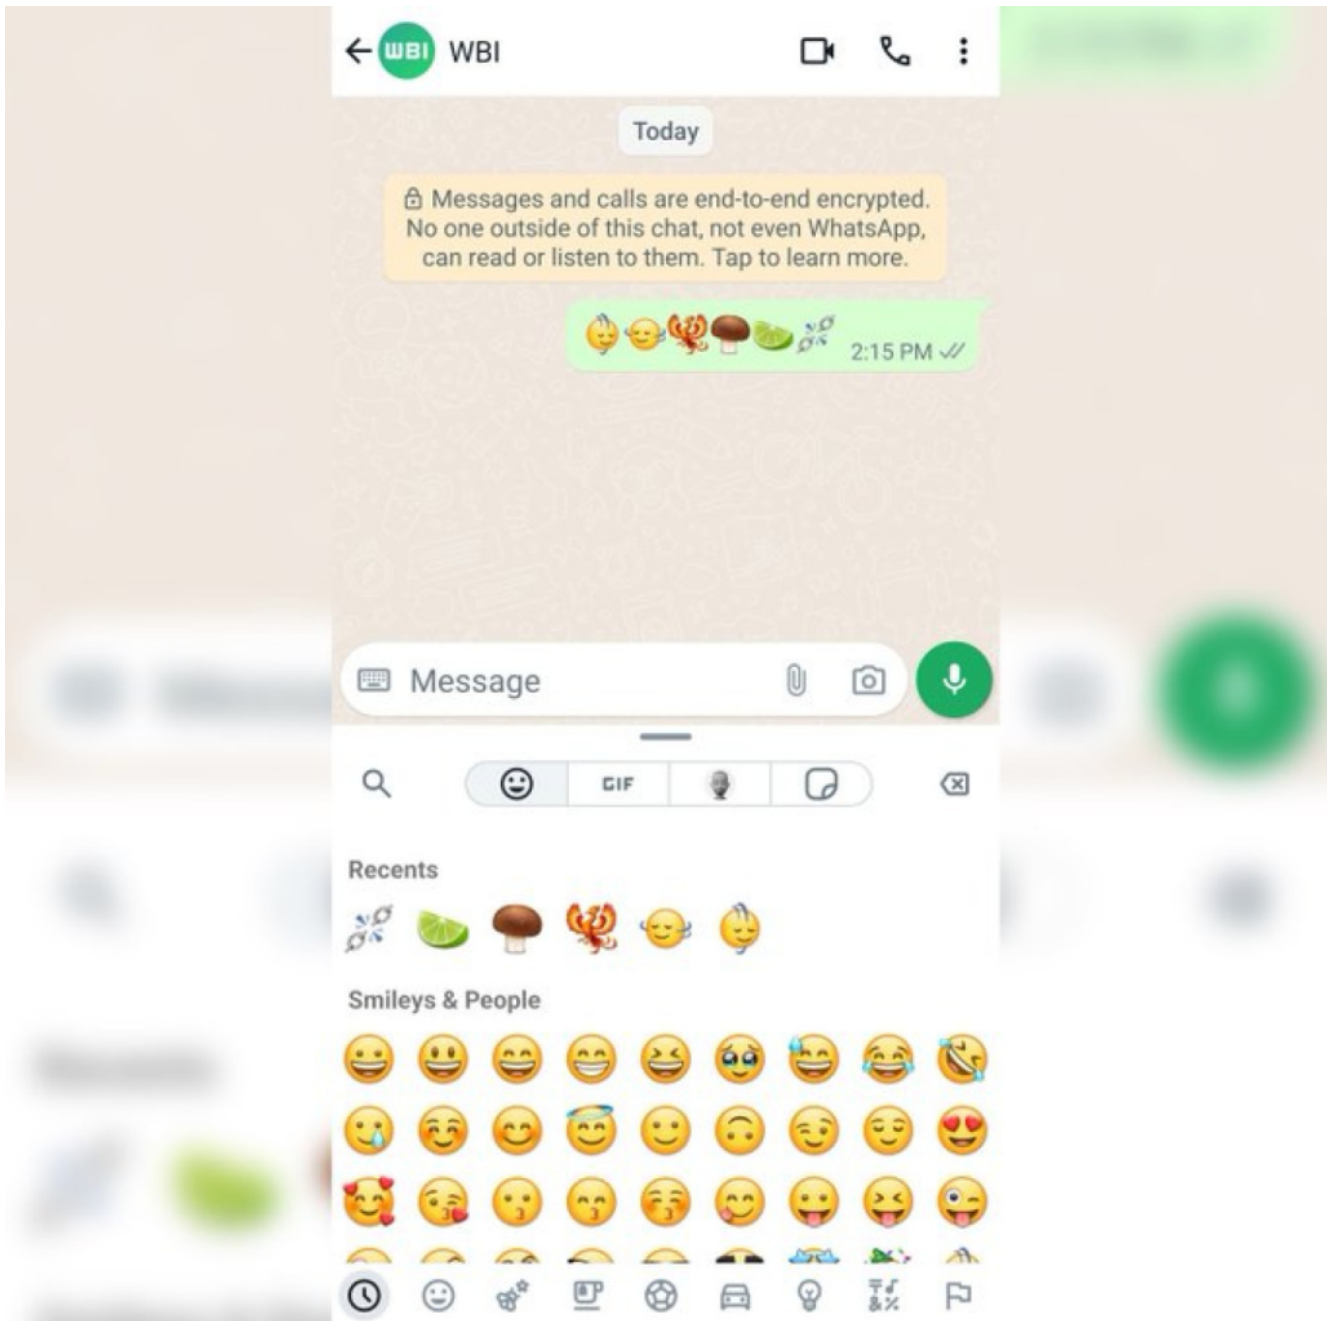 WBI WBI
Today
Messages and calls are end-to-end encrypted.
No one outside of this chat, not even WhatsApp,
can read or listen to them. Tap to learn more.
2:15 PM
Message
GIF
Recents
Smileys & People